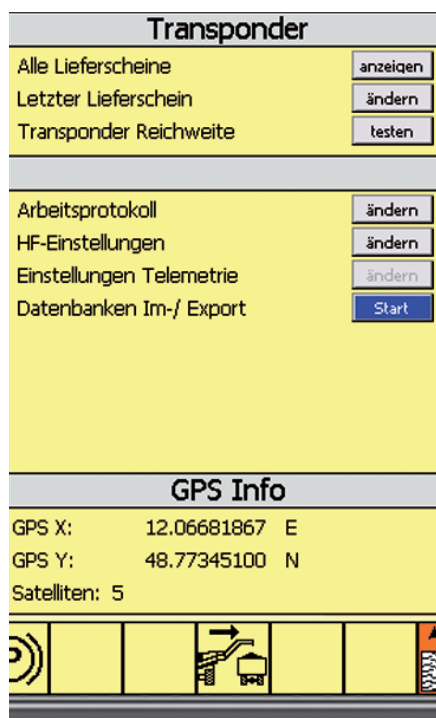 Transponder
Alle Lieferscheine anzeigen
Letzter Lieferschein ändern
Transponder Reichweite testen
Arbeitsprotokoll ändern
HF-Einstellungen ändern
Einstellungen Telemetrie ändern
Datenbanken Im-/ Export Start
GPS Info
GPS X: 12.06681867 E
GPS Y: 48.77345100 N
Satelliten: 5